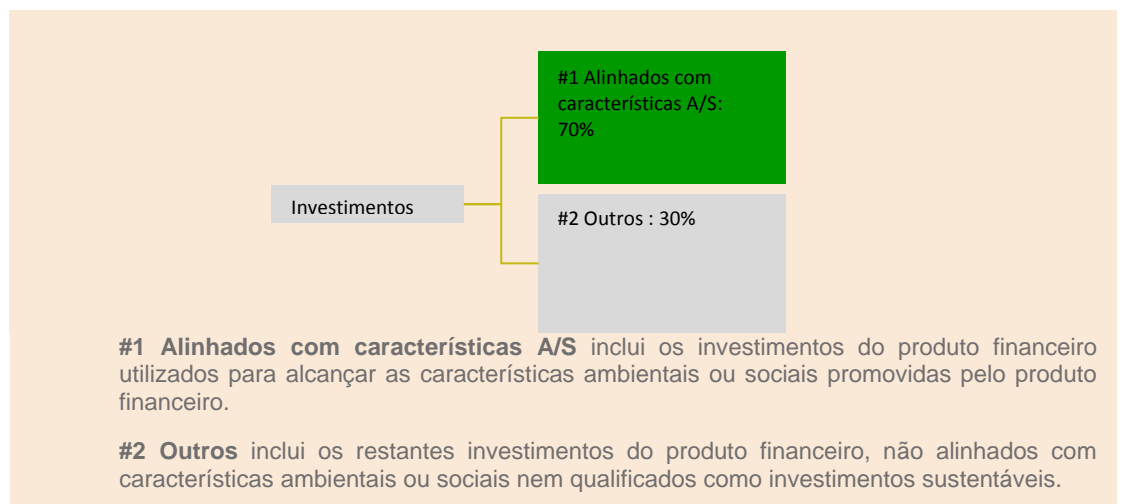 #1 Alinhados com
características A/S:
70%
Investimentos
#2 Outros : 30%
#1 Alinhados com características A/S inclui os investimentos do produto financeiro
utilizados para alcançar as características ambientais ou sociais promovidas pelo produto
financeiro.
#2 Outros inclui os restantes investimentos do produto financeiro, não alinhados com
características ambientais ou sociais nem qualificados como investimentos sustentáveis.